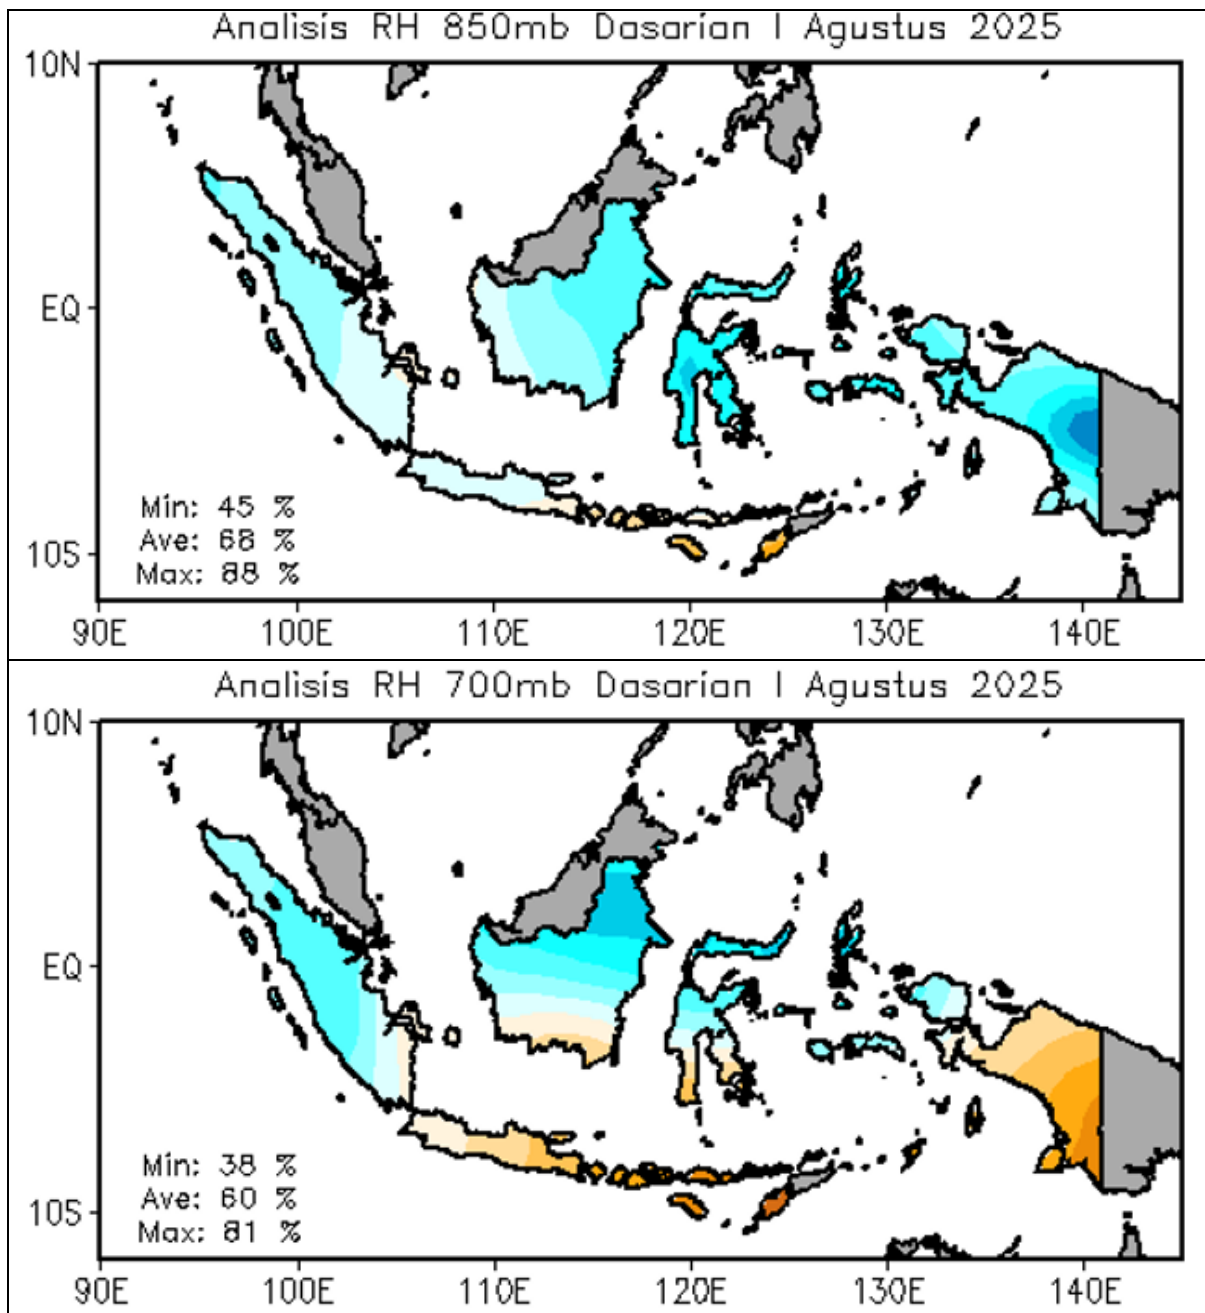 Analisis RH 850mb Dasarian I Agustus 2025
10N
EQ
10S
Min: 45 %
Ave: 68 %
Max: 88 %
90E 100E 110E 120E 130E 140E
Analisis RH 700mb Dasarian I Agustus 2025
10N
EQ
10S
Min: 38 %
Ave: 60 %
Max: 81 %
90E 100E 110E 120E 130E 140E